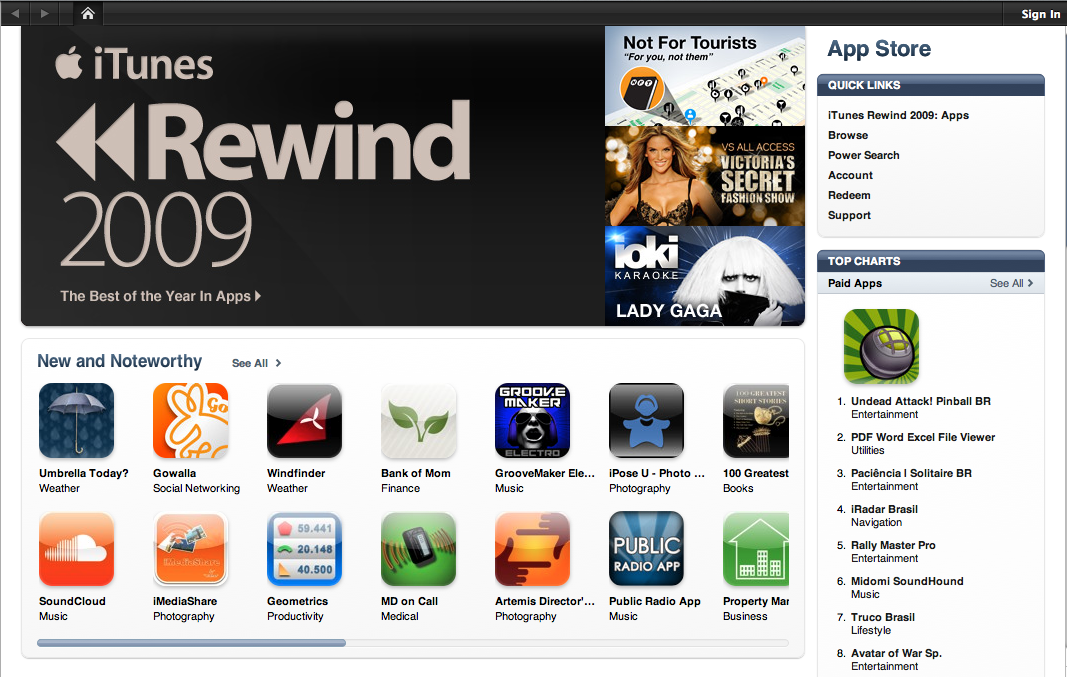 Sign In
iTunes
Rewind
2009
The Best of the Year In Apps
Not For Tourists
“For you, not them”
VS ALL ACCESS
VICTORIA'S
SECRET
FASHION SHOW
ioki
KARAOKE
LADY GAGA
New and Noteworthy See All
Umbrella Today?
Weather
Go
Gowalla
Social Networking
Windfinder
Weather
Bank of Mom
Finance
GROOVE
MAKER
ELECTRO
GrooveMaker Ele...
Music
iPose U - Photo ...
Photography
100 GREATEST
SHORT STORIES
100 Greatest
Books
SoundCloud
Music
iMediaShare
iMediaShare
Photography
59.441
20.148
40.500
Geometrics
Productivity
MD on Call
Medical
Artemis Director'...
Photography
PUBLIC
RADIO APP
Public Radio App
Music
Property Mar
Business
App Store
QUICK LINKS
iTunes Rewind 2009: Apps
Browse
Power Search
Account
Redeem
Support
TOP CHARTS
Paid Apps See All
1. Undead Attack! Pinball BR
Entertainment
2. PDF Word Excel File Viewer
Utilities
3. Paciência | Solitaire BR
Entertainment
4. iRadar Brasil
Navigation
5. Rally Master Pro
Entertainment
6. Midomi SoundHound
Music
7. Truco Brasil
Lifestyle
8. Avatar of War Sp.
Entertainment